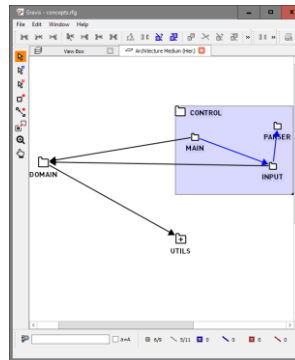 Gravis - concepts.rfg
File Edit Window Help
View Box
Architecture Medium (Hier.)
CONTROL
PARSER
MAIN
INPUT
DOMAIN
UTILS
a=A
6/6
5/11
0
0
0
0